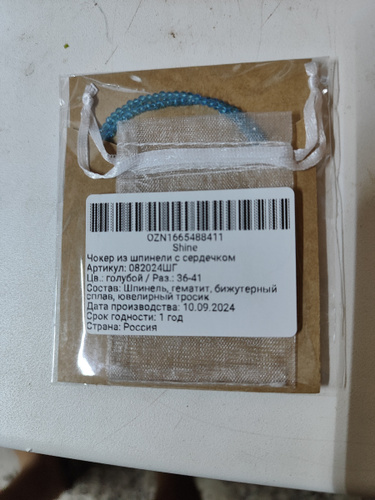 OZN1665488411
Shine
Чокер из шпинели с сердечком
Артикул: 082024ШГ
Цв.: голубой / Раз.: 36-41
Состав: Шпинель, гематит, бижутерный
сплав, ювелирный тросик
Дата производства: 10.09.2024
Срок годности: 1 год
Страна: Россия